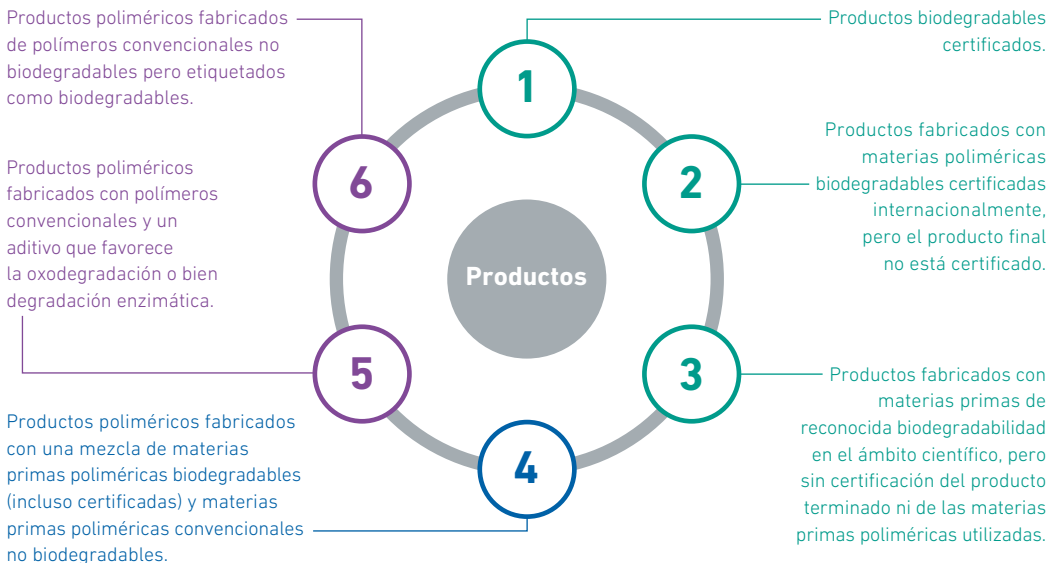 Productos
1
Productos biodegradables
certificados.
2
Productos fabricados con
materias poliméricas
biodegradables certificadas
internacionalmente,
pero el producto final
no está certificado.
3
Productos fabricados con
materias primas de
reconocida biodegradabilidad
en el ámbito científico, pero
sin certificación del producto
terminado ni de las materias
primas poliméricas utilizadas.
4
Productos poliméricos fabricados
con una mezcla de materias
primas poliméricas biodegradables
(incluso certificadas) y materias
primas poliméricas convencionales
no biodegradables.
5
Productos poliméricos
fabricados con polímeros
convencionales y un
aditivo que favorece
la oxodegradación o bien
degradación enzimática.
6
Productos poliméricos fabricados
de polímeros convencionales no
biodegradables pero etiquetados
como biodegradables.